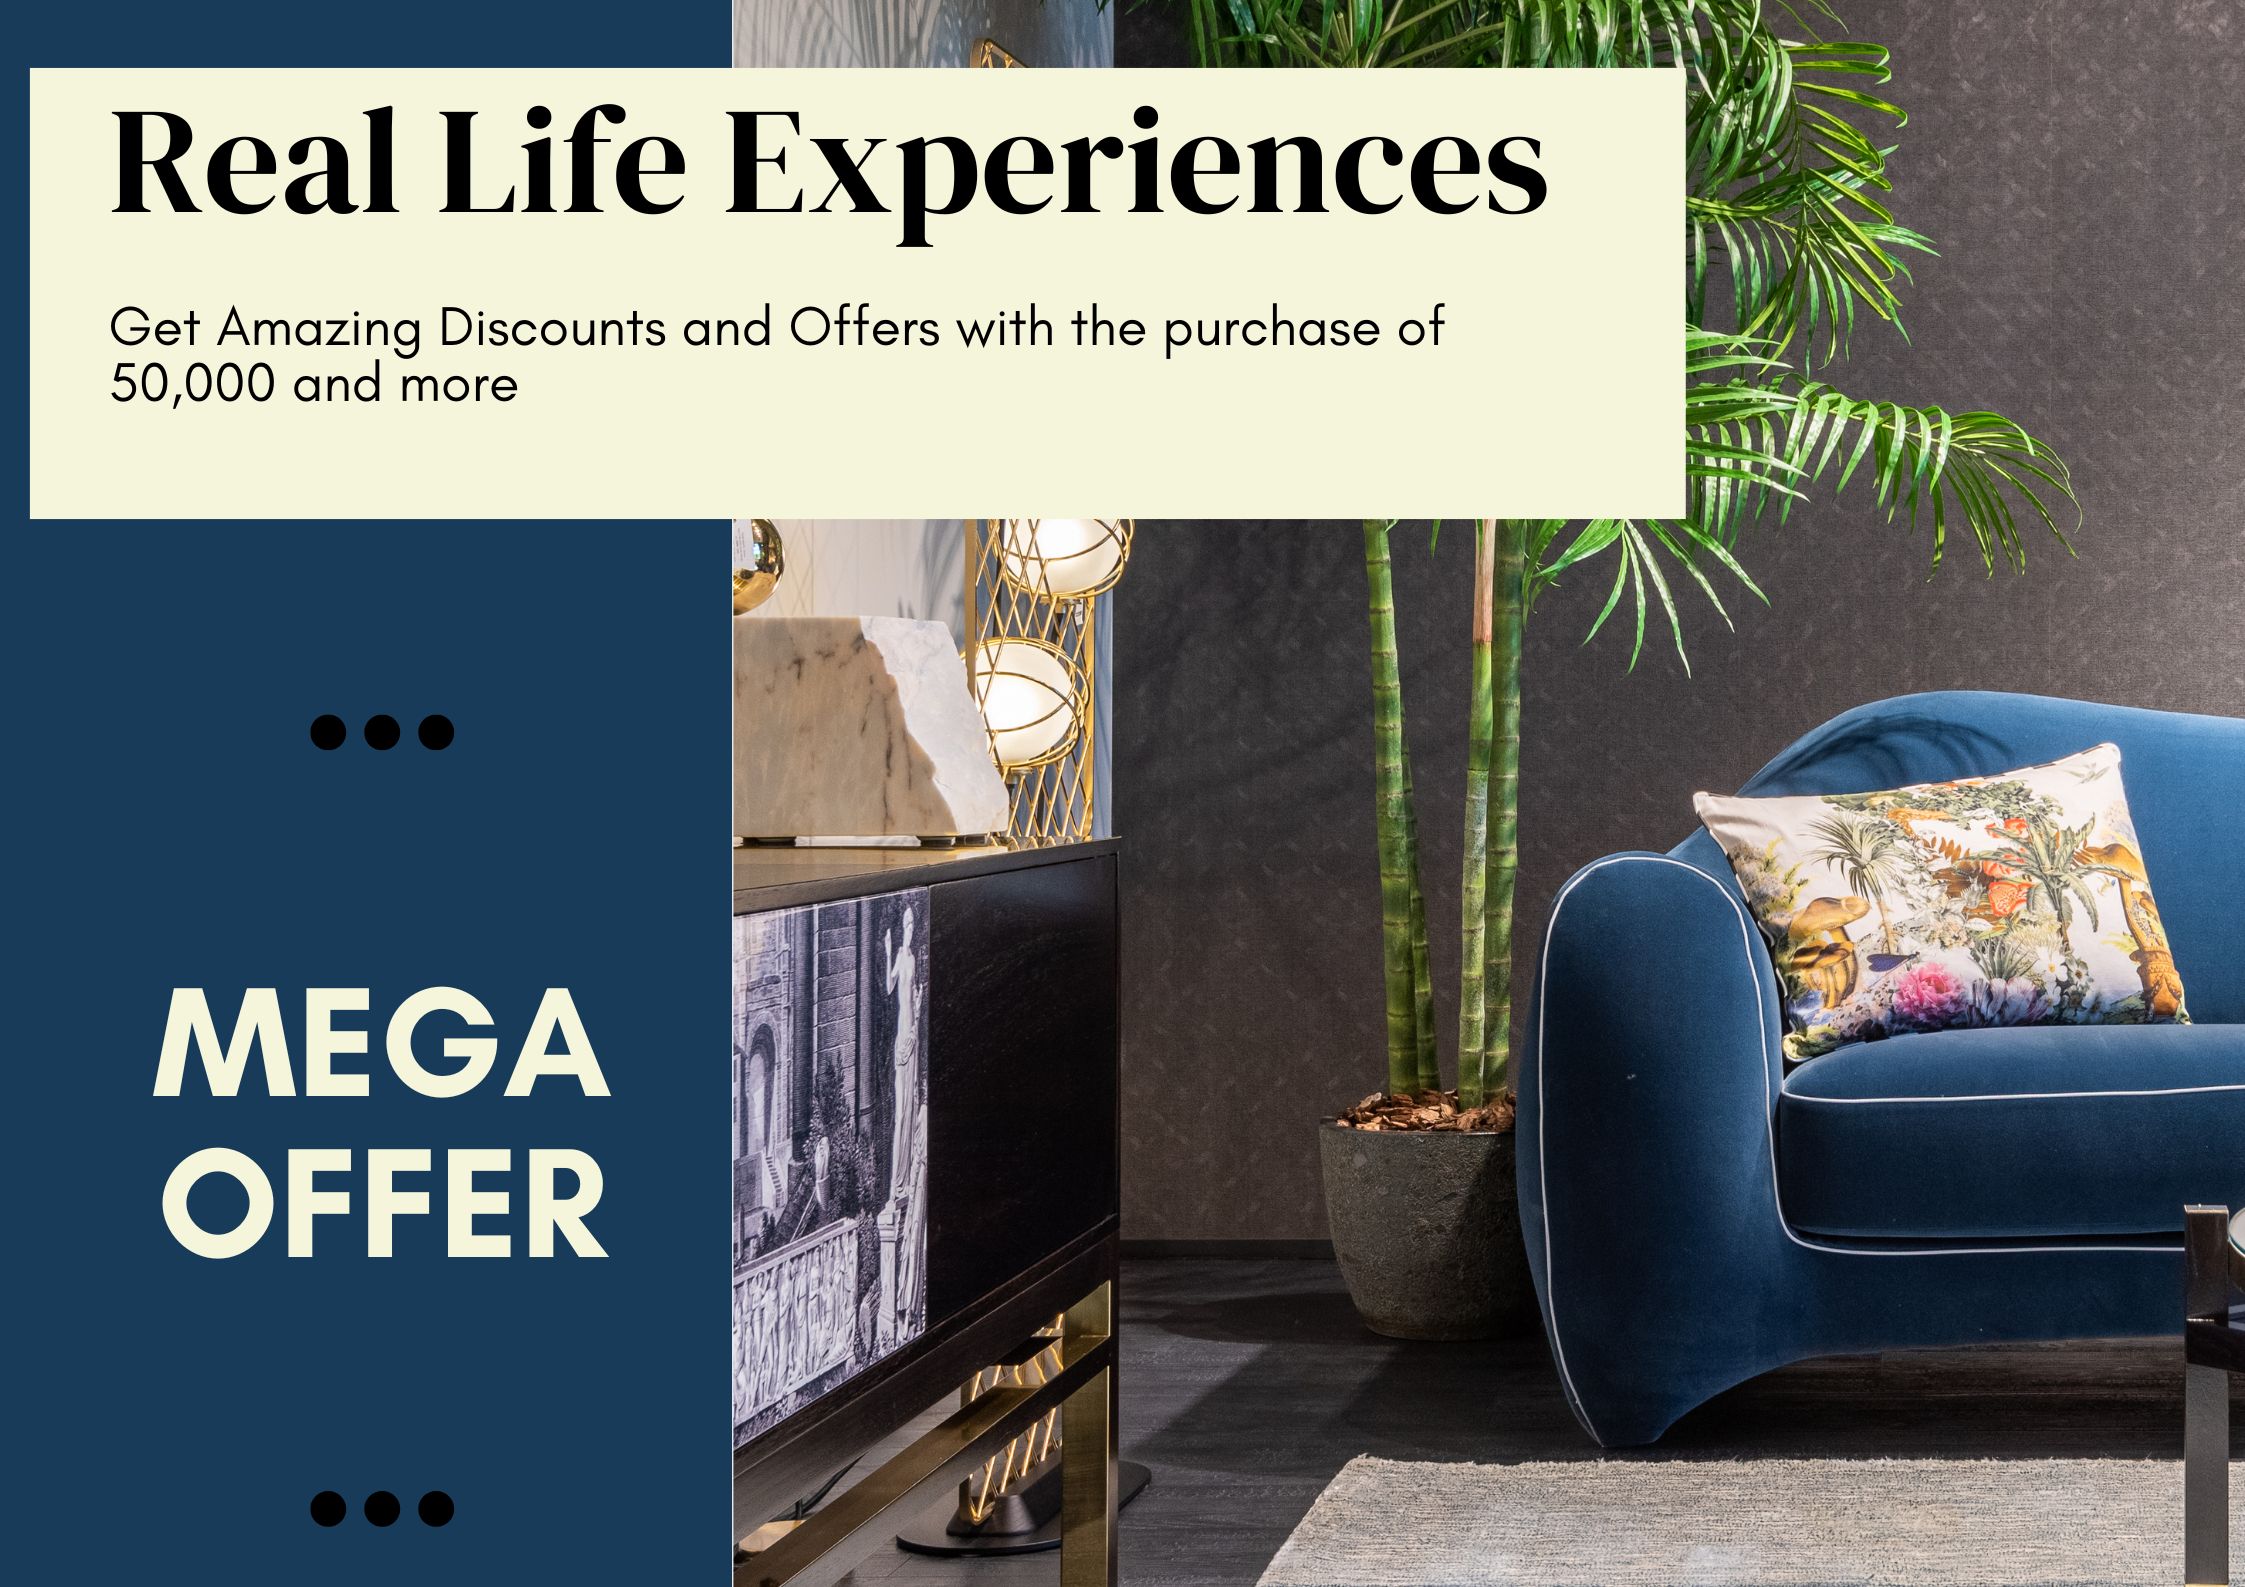 Real Life Experiences
Get Amazing Discounts and Offers with the purchase of
50,000 and more
MEGA
OFFER